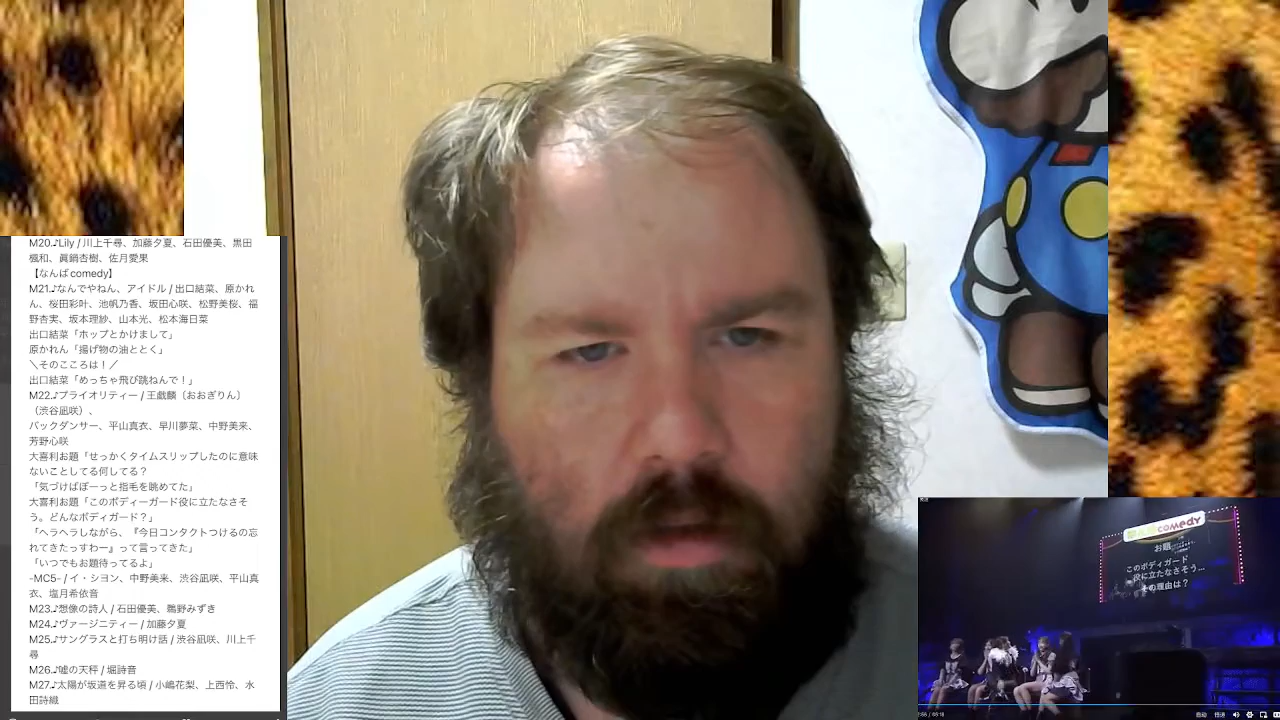 M20.♪Lily / 川上千尋、加藤夕夏、石田優美、黒田
楓和、眞鍋杏樹、佐月愛果
【なんばcomedy】
M21.♪なんでやねん、アイドル / 出口結菜、原かれ
ん、桜田彩叶、池帆乃香、坂田心咲、松野美桜、福
野杏実、坂本理紗、山本光、松本海日菜
出口結菜「ホップとかけまして」
原かれん「揚げ物の油ととく」
＼そのこころは！／
出口結菜「めっちゃ飛び跳ねんで！」
M22.♪プライオリティー / 王戯麟〔おおぎりん〕
（渋谷凪咲）、
バックダンサー、平山真衣、早川夢菜、中野美来、
芳野心咲
大喜利お題「せっかくタイムスリップしたのに意味
ないことしてる何してる？
「気づけばぼーっと指毛を眺めてた」
大喜利お題「このボディーガード役に立たなさそ
う。どんなボディガード？」
「ヘラヘラしながら、『今日コンタクトつけるの忘
れてきたっすわー』って言ってきた」
「いつでもお題待ってるよ」
-MC5- / イ・シヨン、中野美来、渋谷凪咲、平山真
衣、塩月希依音
M23.♪想像の詩人 / 石田優美、鵜野みずき
M24.♪ヴァージニティー / 加藤夕夏
M25.♪サングラスと打ち明け話 / 渋谷凪咲、川上千
尋
M26.♪嘘の天秤 / 堀詩音
M27.♪太陽が坂道を昇る頃 / 小嶋花梨、上西怜、水
田詩織
comedy
お題
このボディガード
役に立たなさそう...
その理由は？